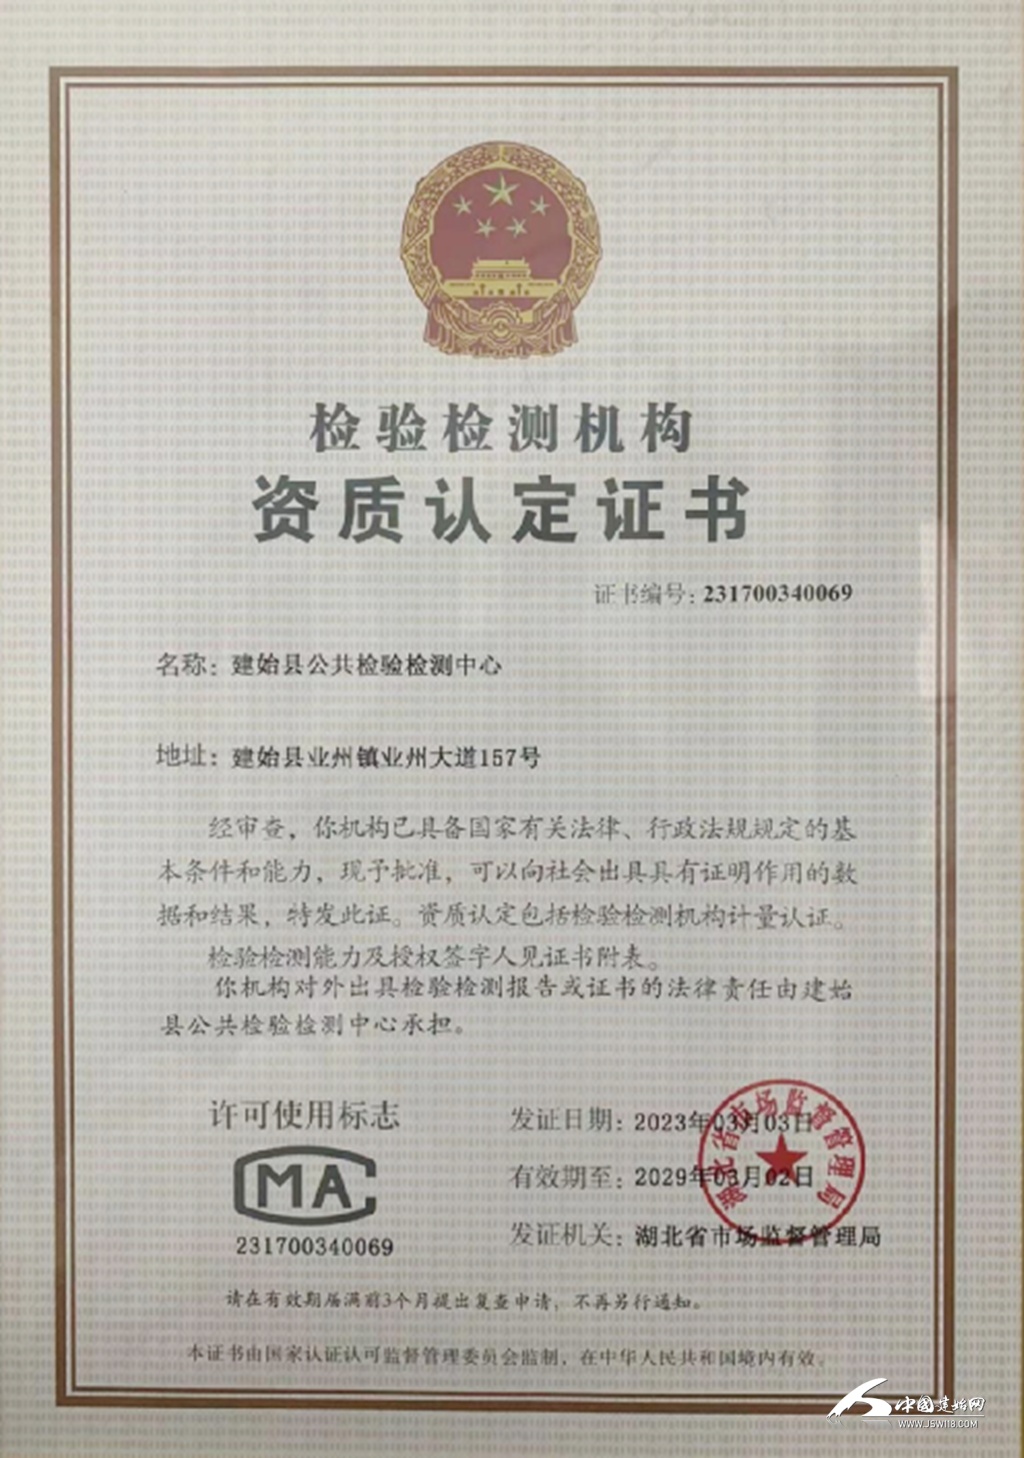 检验检测机构
资质认定证书
证书编号：231700340069
名称：建始县公共检验检测中心
地址：建始县业州镇业州大道157号
经审查，你机构已具备国家有关法律、行政法规规定的基
本条件和能力，现予批准，可以向社会出具具有证明作用的数
据和结果，特发此证。资质认定包括检验检测机构计量认证。
检验检测能力及授权签字人见证书附表。
你机构对外出具检验检测报告或证书的法律责任由建始
县公共检验检测中心承担。
许可使用标志
MA
231700340069
发证日期：2023年03月03日
有效期至：2029年03月02日
发证机关：湖北省市场监督管理局
湖北省市场监督管理局
请在有效期届满前3个月提出复查申请，不再另行通知。
本证书由国家认证认可监督管理委员会监制，在中华人民共和国境内有效。
中国建始网
WWW.JSW118.COM